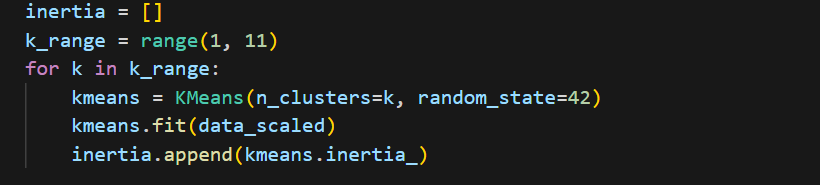 inertia = []
k_range = range(1, 11)
for k in k_range:
    kmeans = KMeans(n_clusters=k, random_state=42)
    kmeans.fit(data_scaled)
    inertia.append(kmeans.inertia_)